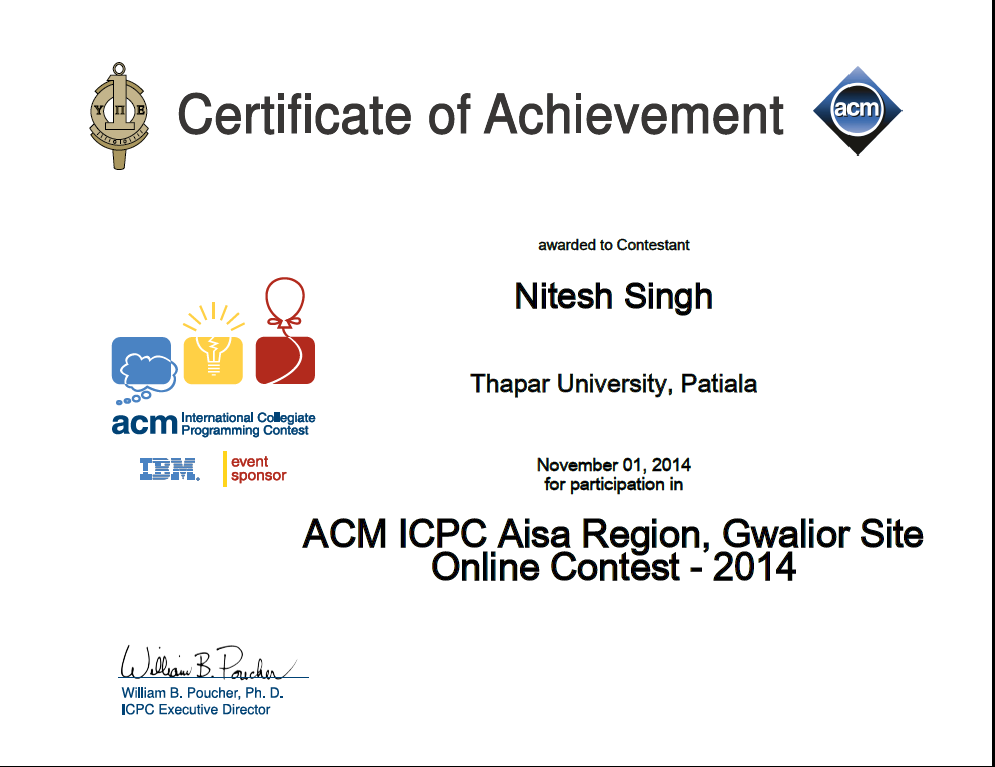 Certificate of Achievement
ΥΠΒ
acm
awarded to Contestant
Nitesh Singh
Thapar University, Patiala
acm International Collegiate
Programming Contest
IBM. event
sponsor
November 01, 2014
for participation in
ACM ICPC Aisa Region, Gwalior Site
Online Contest - 2014
William B. Poucher
William B. Poucher, Ph. D.
ICPC Executive Director